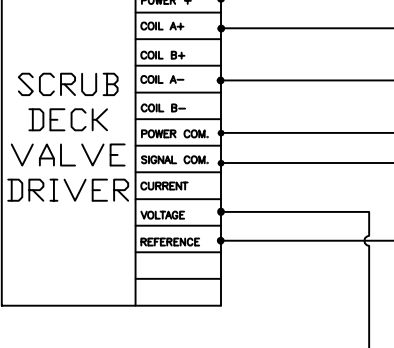 POWER +
COIL A+
COIL B+
COIL A-
COIL B-
POWER COM.
SIGNAL COM.
CURRENT
VOLTAGE
REFERENCE
SCRUB
DECK
VALVE
DRIVER